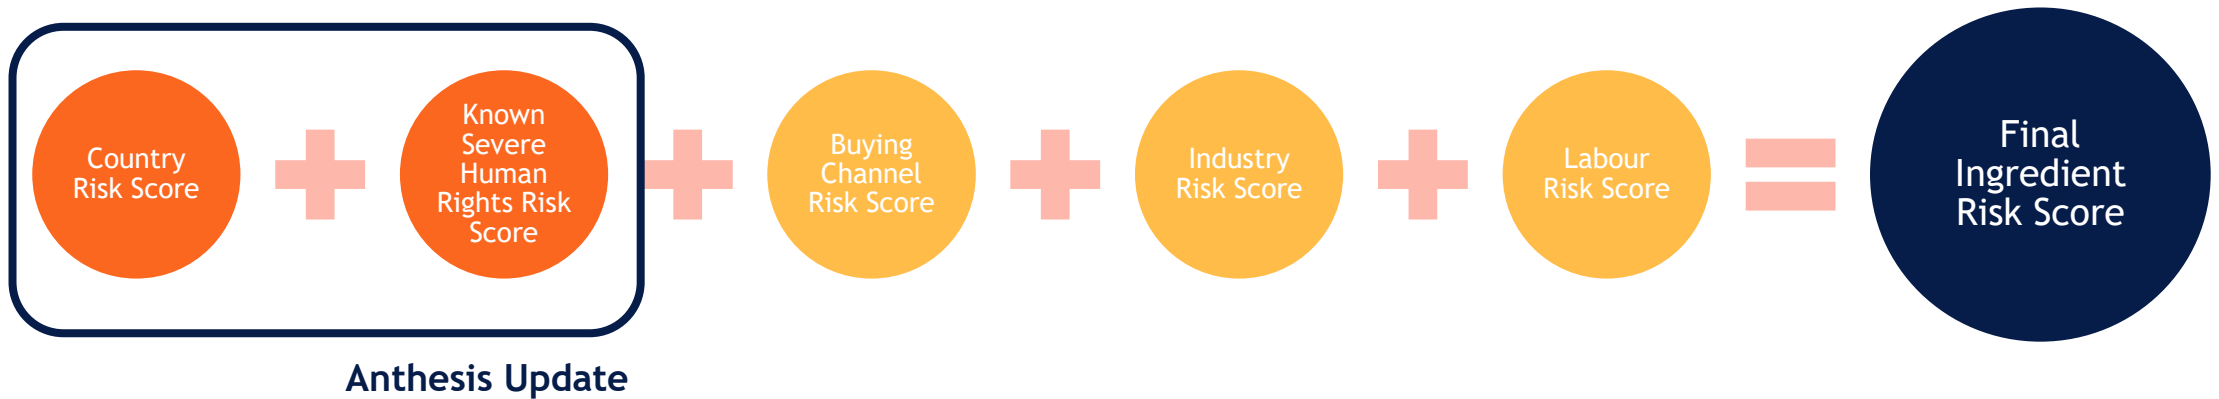 Country
Risk Score
Known
Severe
Human
Rights Risk
Score
Buying
Channel
Risk Score
Industry
Risk Score
Labour
Risk Score
Final
Ingredient
Risk Score
Anthesis Update